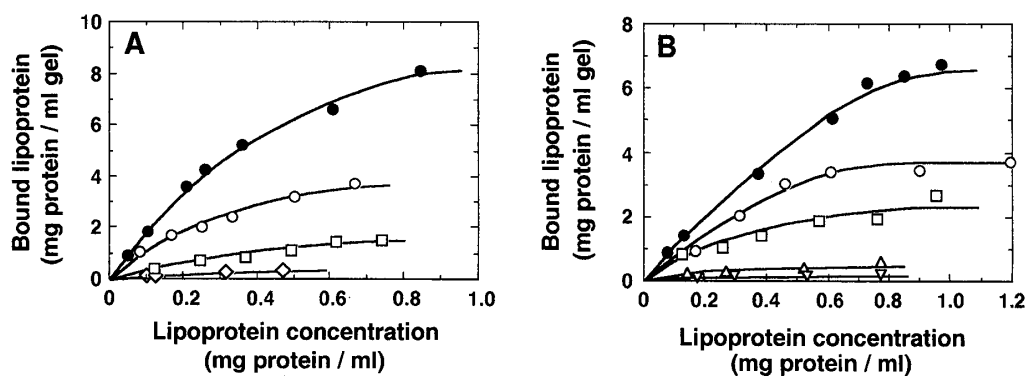 A
10
8
6
4
2
0
0
0.2
0.4
0.6
0.8
1.0
Bound lipoprotein
(mg protein / ml gel)
Lipoprotein concentration
(mg protein / ml)
B
8
6
4
2
0
0
0.2
0.4
0.6
0.8
1.0
1.2
Bound lipoprotein
(mg protein / ml gel)
Lipoprotein concentration
(mg protein / ml)